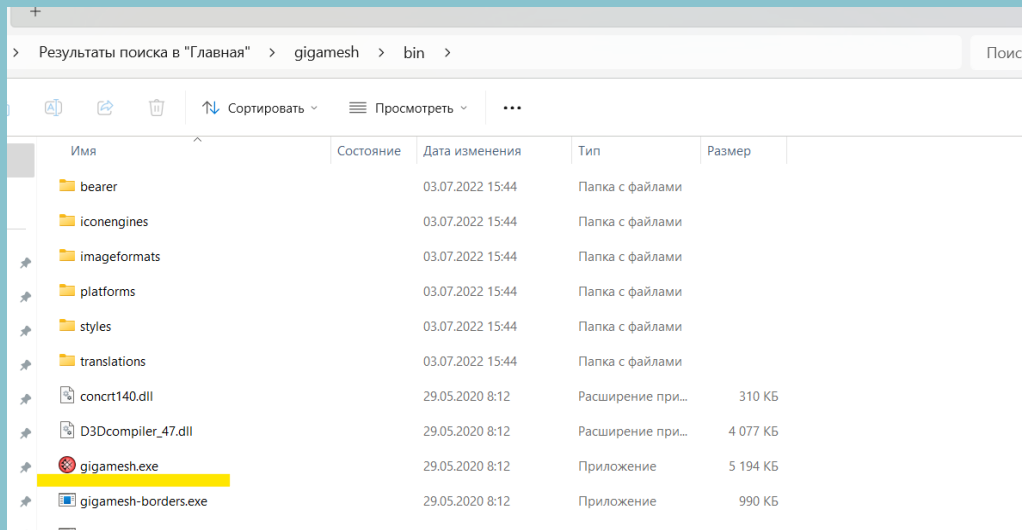 Результаты поиска в "Главная" > gigamesh > bin >
Поис
Сортировать Просмотреть
Имя Состояние Дата изменения Тип Размер
bearer 03.07.2022 15:44 Папка с файлами
iconengines 03.07.2022 15:44 Папка с файлами
imageformats 03.07.2022 15:44 Папка с файлами
platforms 03.07.2022 15:44 Папка с файлами
styles 03.07.2022 15:44 Папка с файлами
translations 03.07.2022 15:44 Папка с файлами
concrt140.dll 29.05.2020 8:12 Расширение при... 310 КБ
D3Dcompiler_47.dll 29.05.2020 8:12 Расширение при... 4 077 КБ
gigamesh.exe 29.05.2020 8:12 Приложение 5 194 КБ
gigamesh-borders.exe 29.05.2020 8:12 Приложение 990 КБ